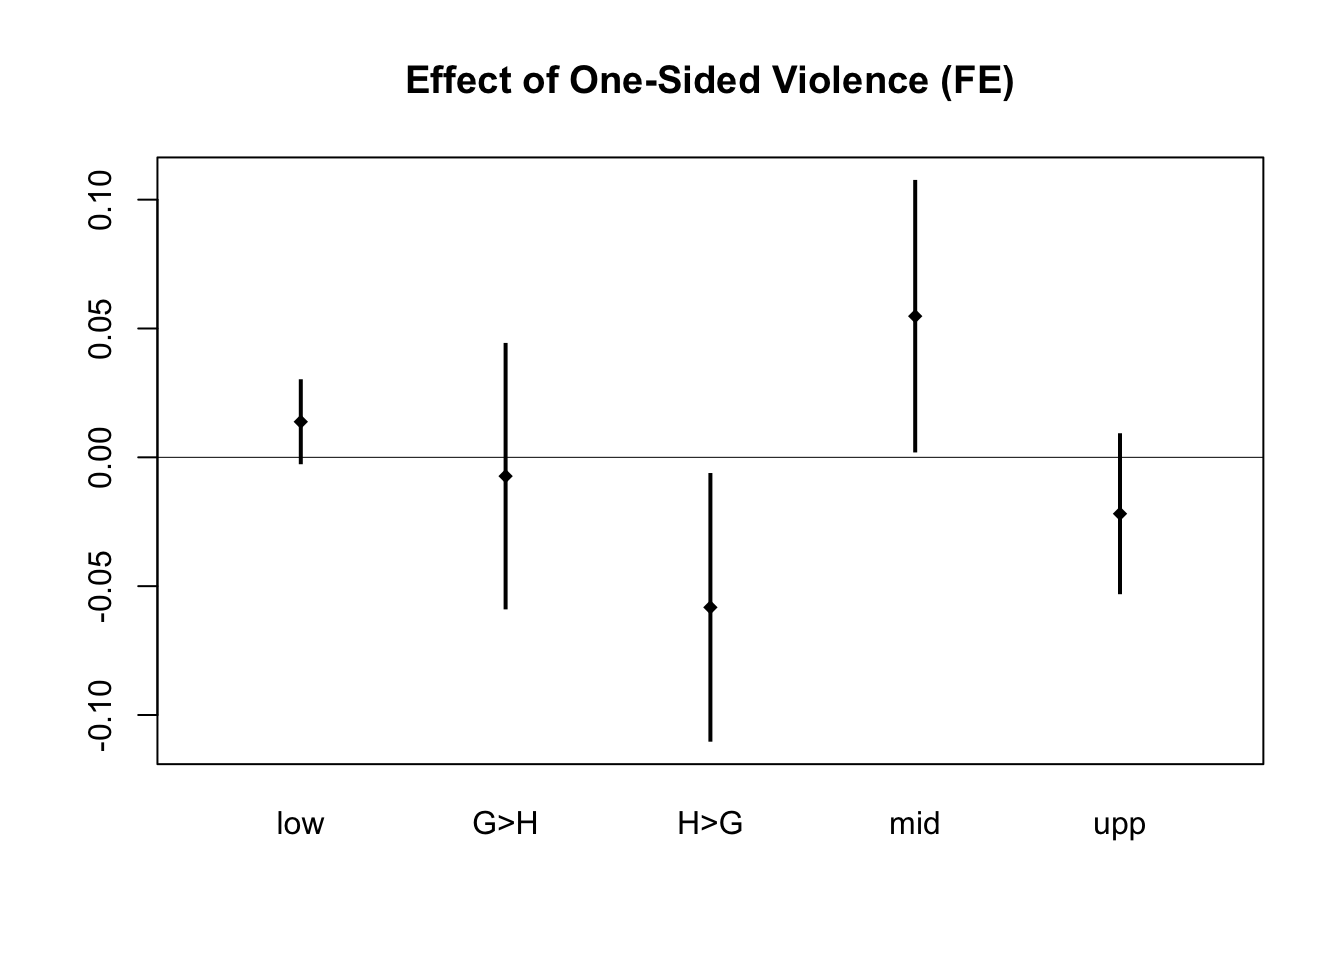 Effect of One-Sided Violence (FE)
0.10
0.05
0.00
-0.05
-0.10
low G>H H>G mid upp